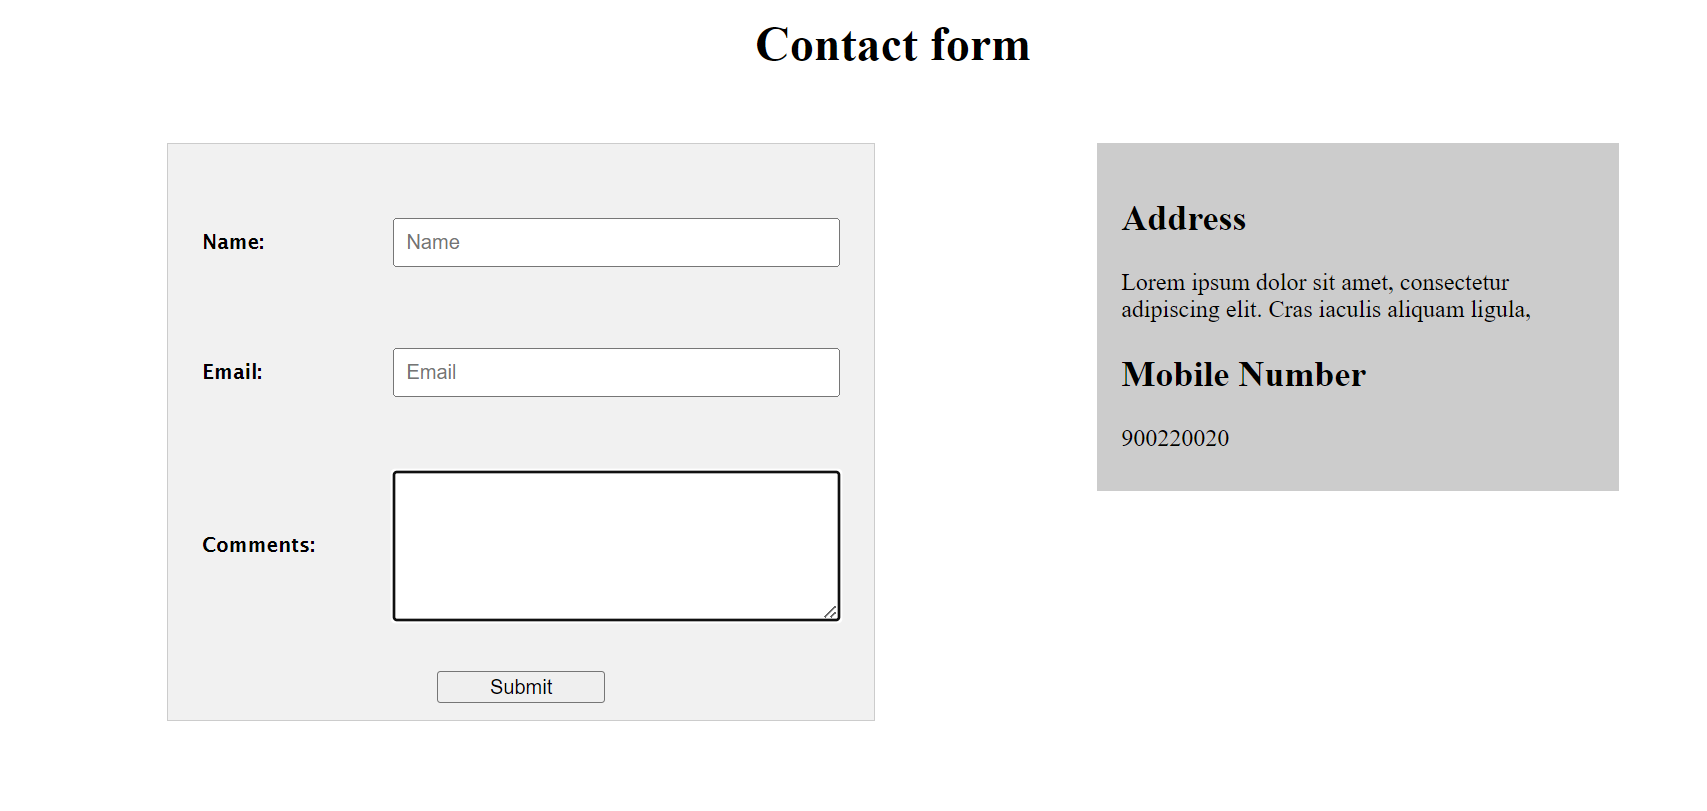 Contact form
Name:
Name
Email:
Email
Comments:
Submit
Address
Lorem ipsum dolor sit amet, consectetur
adipiscing elit. Cras iaculis aliquam ligula,
Mobile Number
900220020